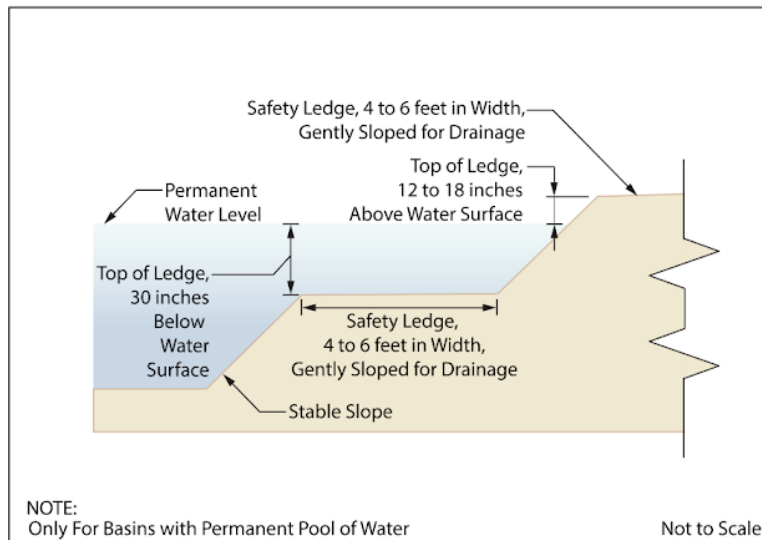 Safety Ledge, 4 to 6 feet in Width,
Gently Sloped for Drainage
Top of Ledge,
12 to 18 inches
Above Water Surface
Permanent
Water Level
Top of Ledge,
30 inches
Below
Water
Surface
Safety Ledge,
4 to 6 feet in Width,
Gently Sloped for Drainage
Stable Slope
NOTE:
Only For Basins with Permanent Pool of Water
Not to Scale